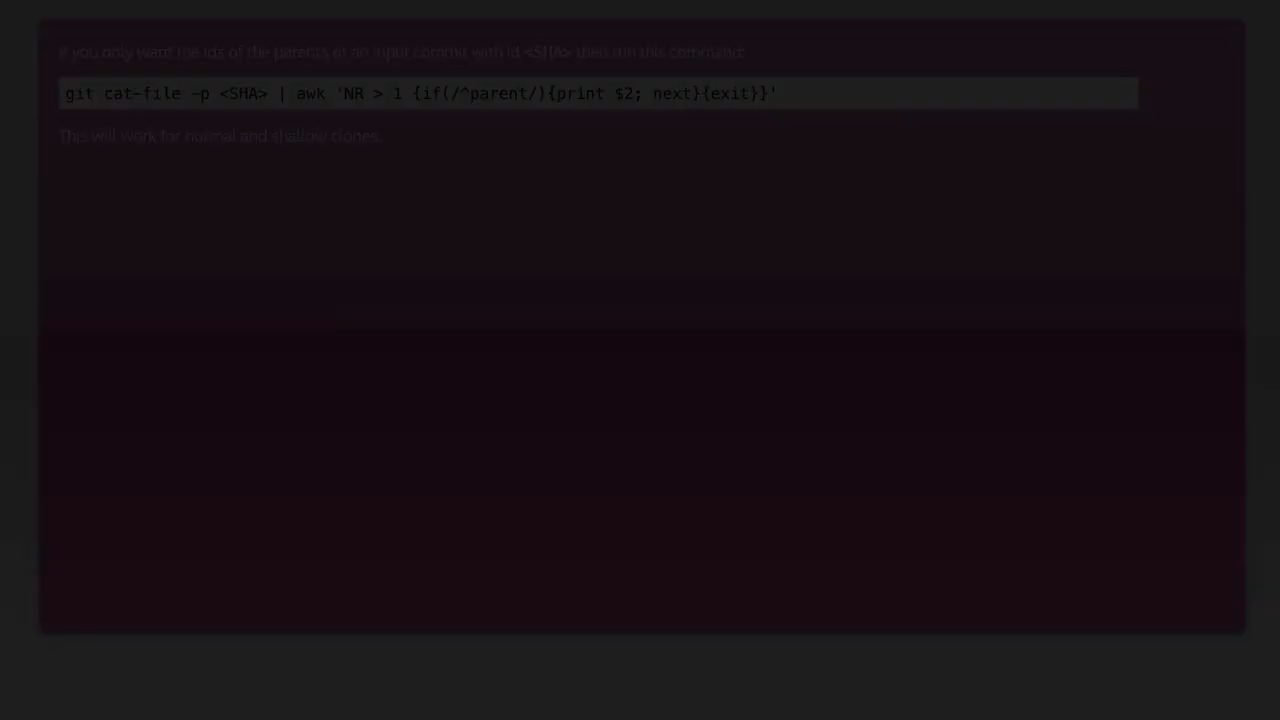 If you only want the ids of the parents of an input commit with id <SHA> then run this command:
git cat-file -p <SHA> | awk 'NR > 1 {if(/^parent/){print $2; next}{exit}}'
This will work for normal and shallow clones.